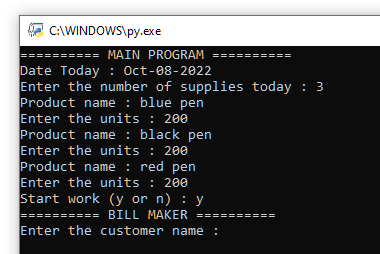 C:\WINDOWS\py.exe
========== MAIN PROGRAM ==========
Date Today : Oct-08-2022
Enter the number of supplies today : 3
Product name : blue pen
Enter the units : 200
Product name : black pen
Enter the units : 200
Product name : red pen
Enter the units : 200
Start work (y or n) : y
========== BILL MAKER ==========
Enter the customer name :